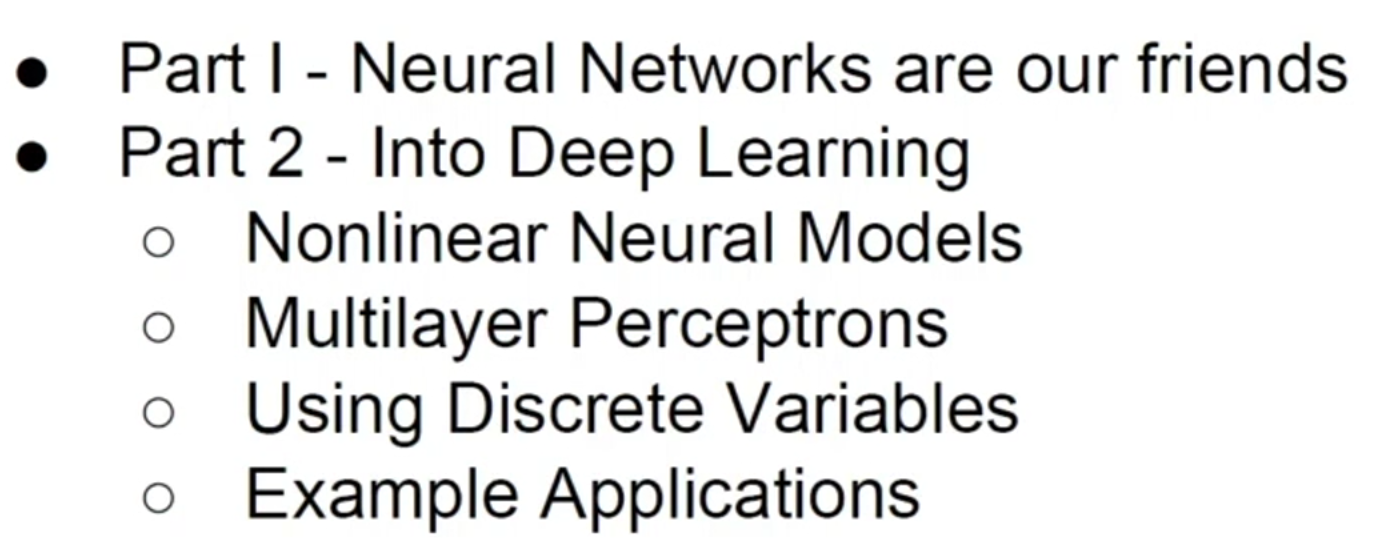 ● Part I - Neural Networks are our friends
● Part 2 - Into Deep Learning
○ Nonlinear Neural Models
○ Multilayer Perceptrons
○ Using Discrete Variables
○ Example Applications